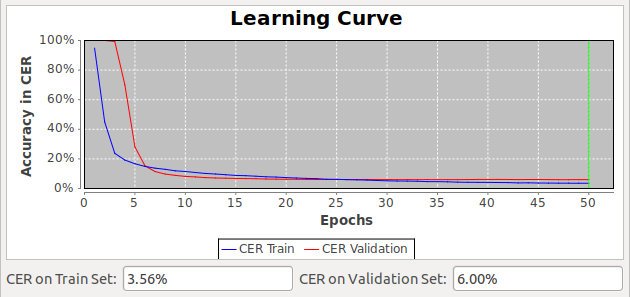 Learning Curve
Accuracy in CER
100%
80%
60%
40%
20%
0%
0 5 10 15 20 25 30 35 40 45 50
Epochs
CER Train CER Validation
CER on Train Set: 3.56% CER on Validation Set: 6.00%